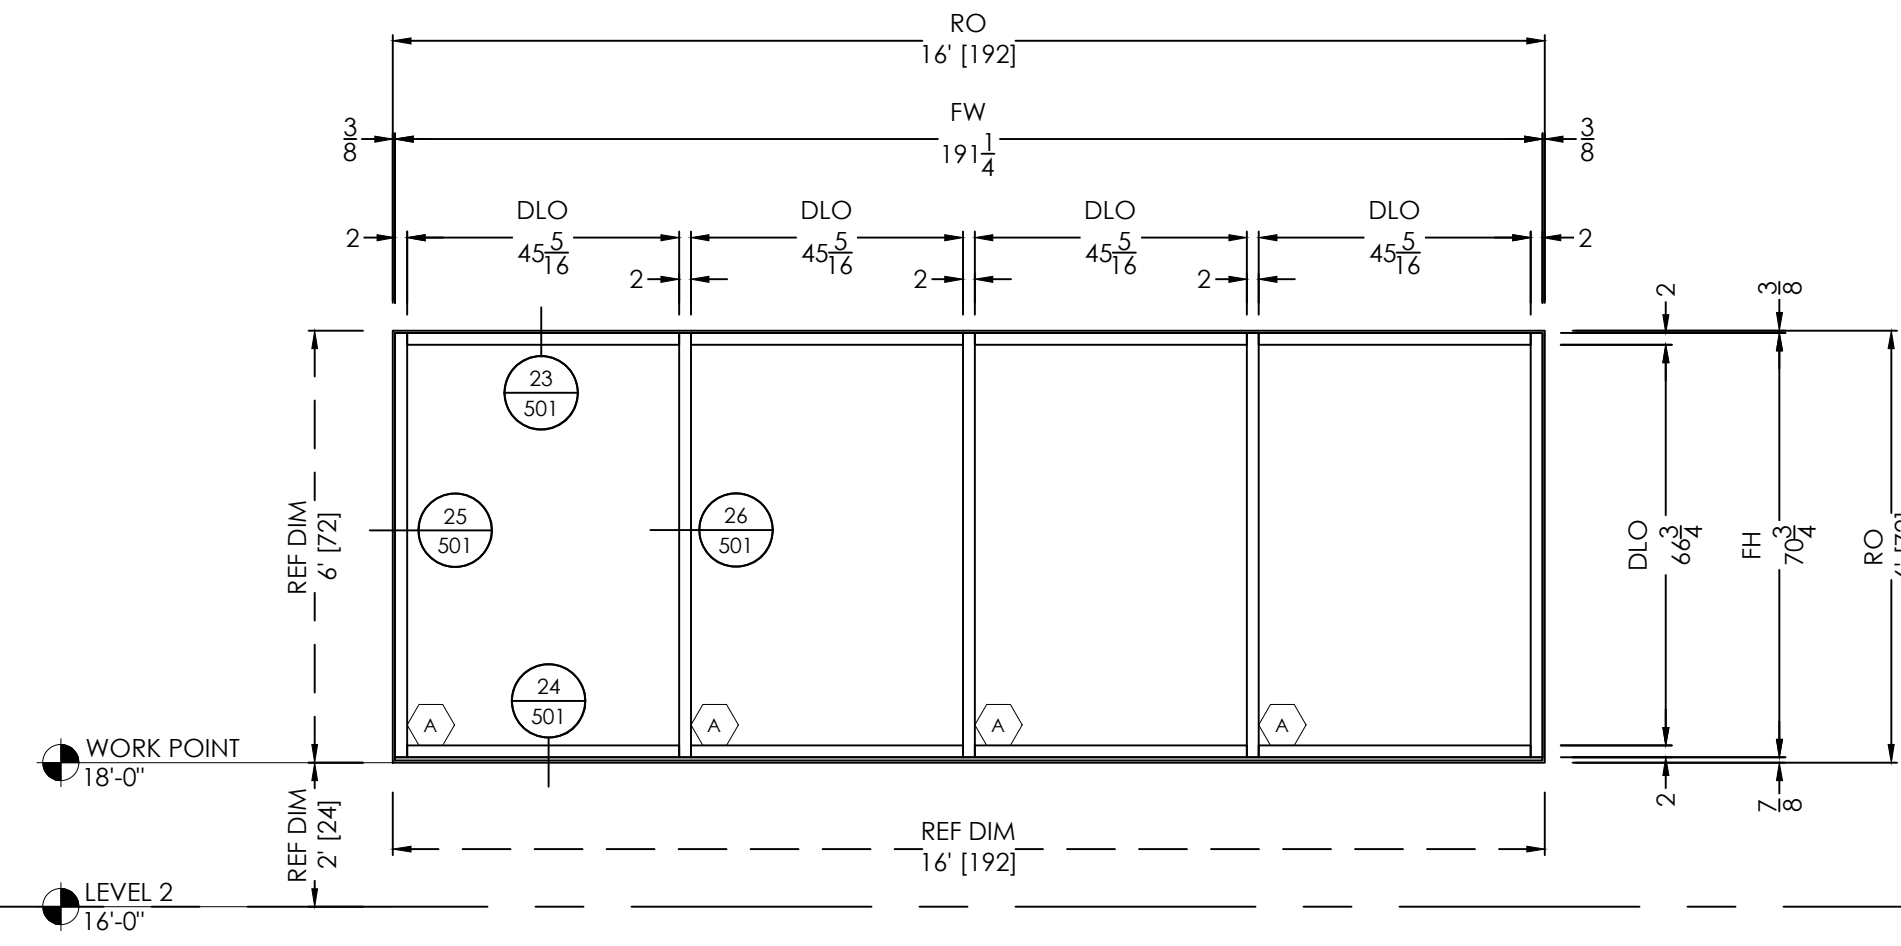 RO
16' [192]
FW
3/8
191 1/4
3/8
DLO
DLO
DLO
DLO
2
45 5/16
45 5/16
45 5/16
45 5/16
2
2
2
2
2
3/8
23
501
25
501
26
501
REF DIM
6' [72]
DLO
66 3/4
FH
70 3/4
RO
24
501
A
A
A
A
WORK POINT
18'-0"
2
7/8
REF DIM
2' [24]
REF DIM
16' [192]
LEVEL 2
16'-0"